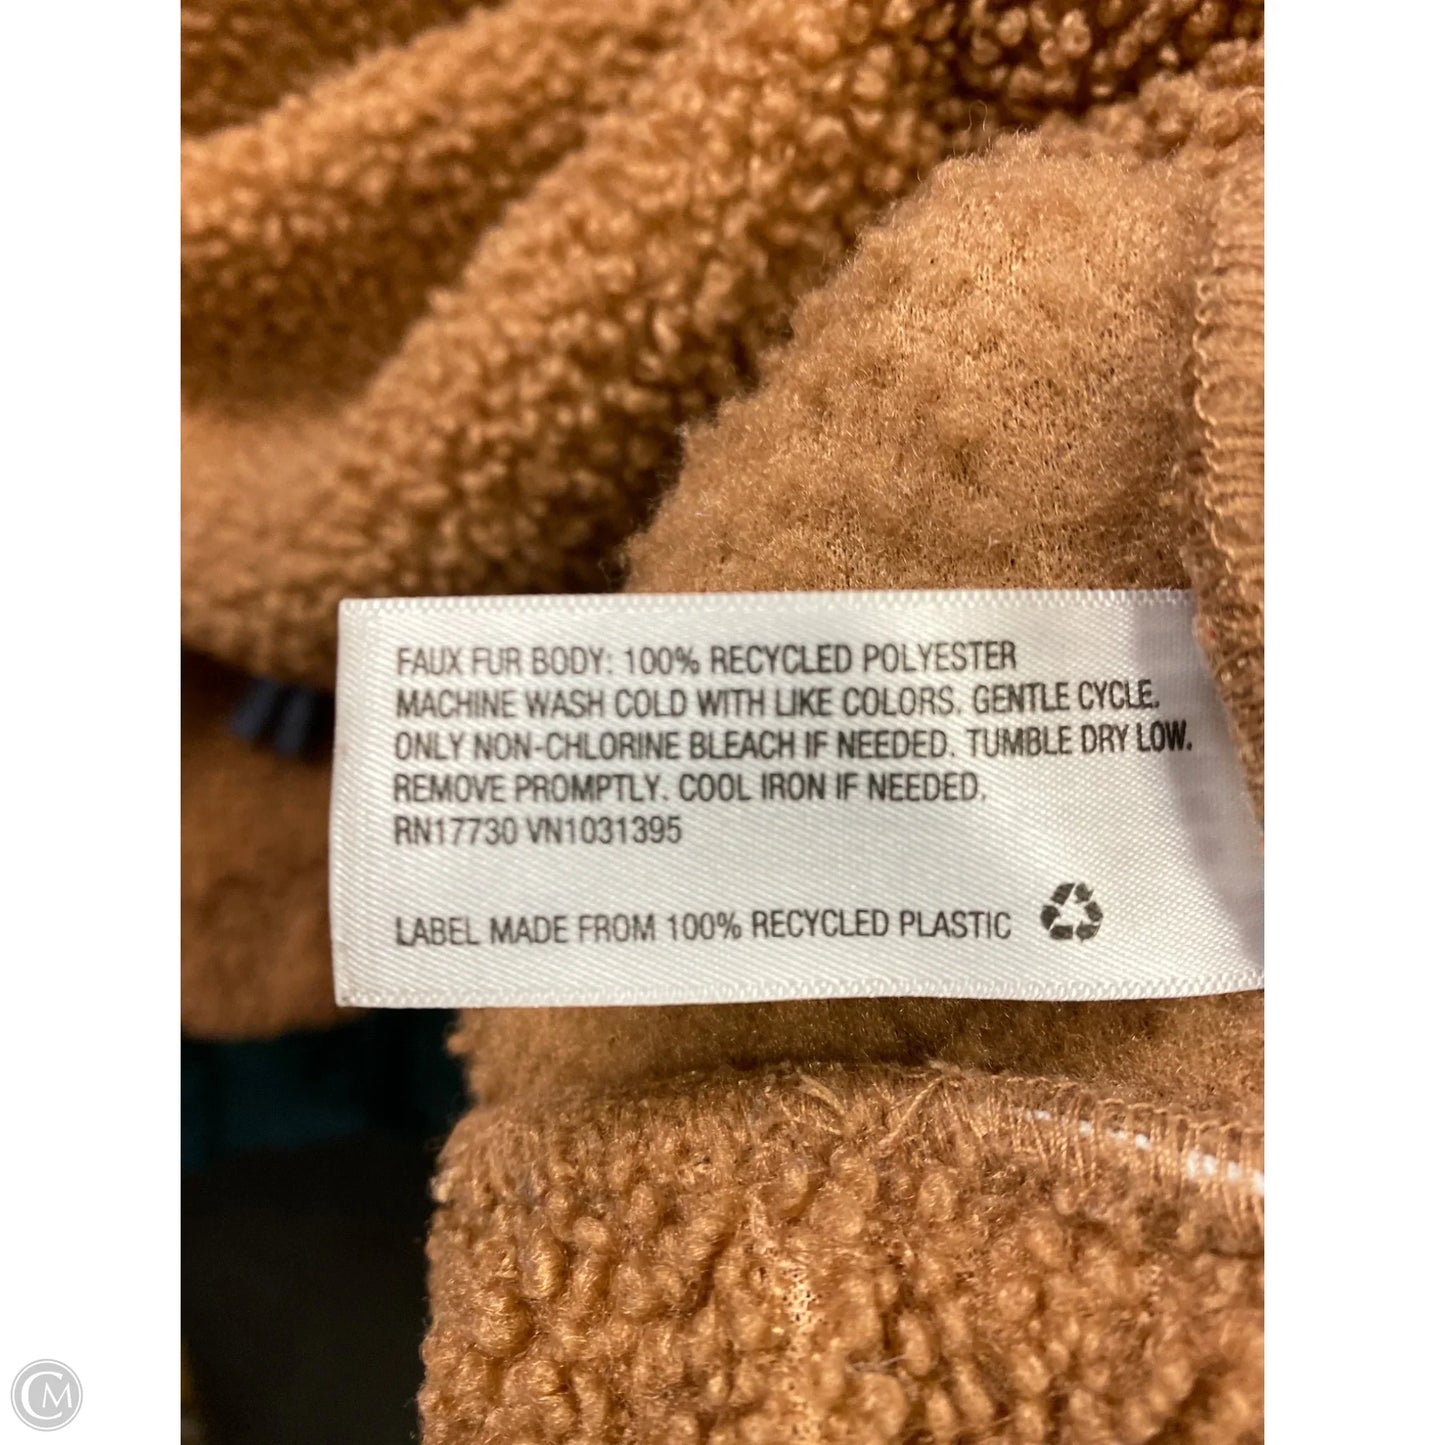 FAUX FUR BODY: 100% RECYCLED POLYESTER
MACHINE WASH COLD WITH LIKE COLORS. GENTLE CYCLE.
ONLY NON-CHLORINE BLEACH IF NEEDED. TUMBLE DRY LOW.
REMOVE PROMPTLY. COOL IRON IF NEEDED.
RN17730 VN1031395
LABEL MADE FROM 100% RECYCLED PLASTIC
CM